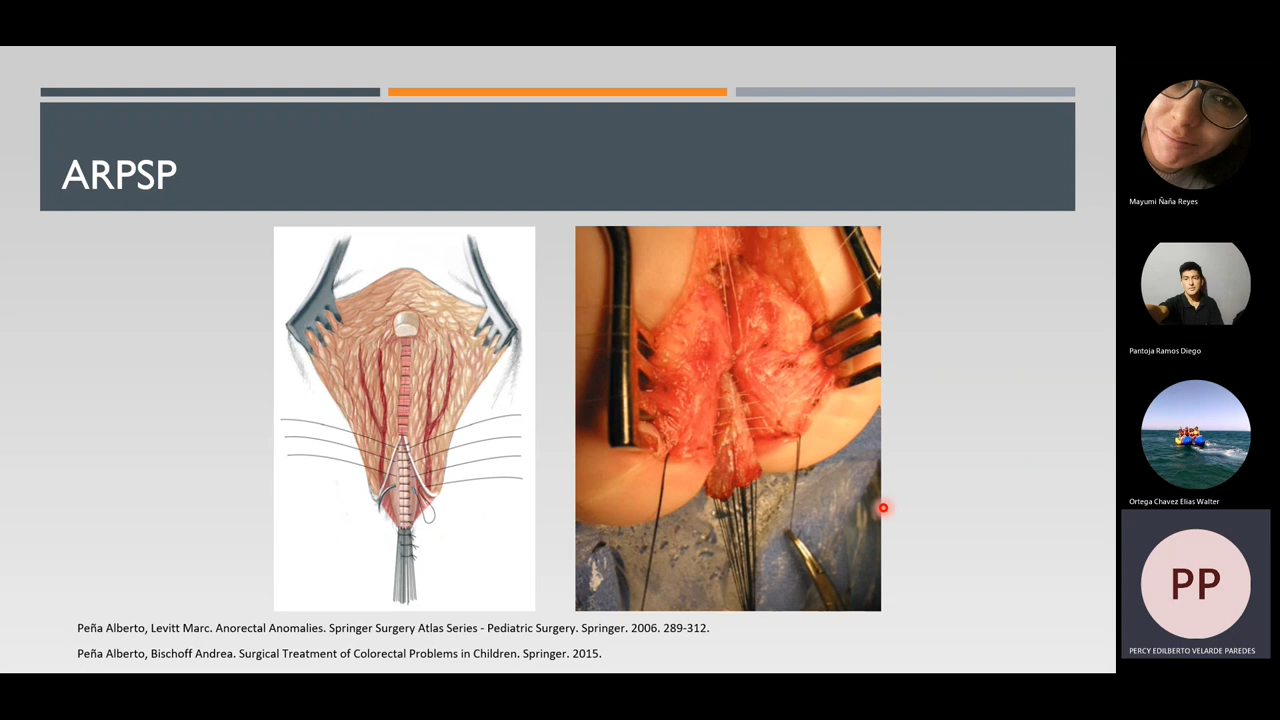 ARPSP
Peña Alberto, Levitt Marc. Anorectal Anomalies. Springer Surgery Atlas Series - Pediatric Surgery. Springer. 2006. 289-312.
Peña Alberto, Bischoff Andrea. Surgical Treatment of Colorectal Problems in Children. Springer. 2015.
Mayumi Ñaña Reyes
Pantoja Ramos Diego
Ortega Chavez Elias Walter
PP
PERCY EDILBERTO VELARDE PAREDES